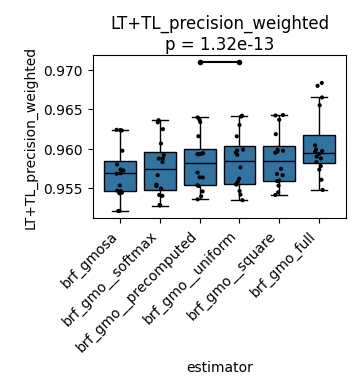 LT+TL_precision_weighted
p = 1.32e-13
LT+TL_precision_weighted
0.970
0.965
0.960
0.955
brf_gmosa
brf_gmo__softmax
brf_gmo__precomputed
brf_gmo__uniform
brf_gmo__square
brf_gmo_full
estimator